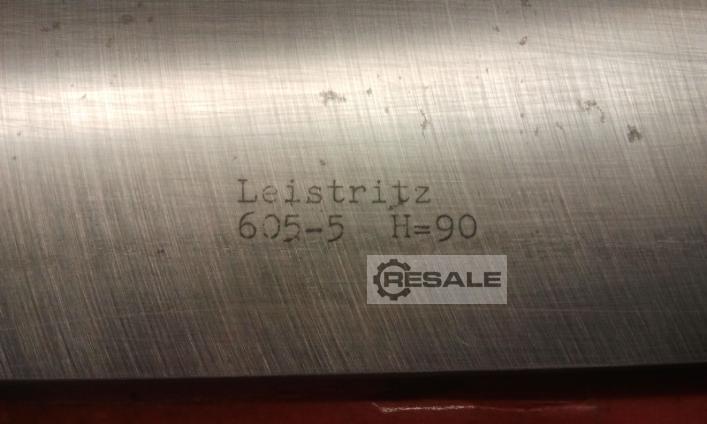 Leistritz
605-5 H=90
RESALE